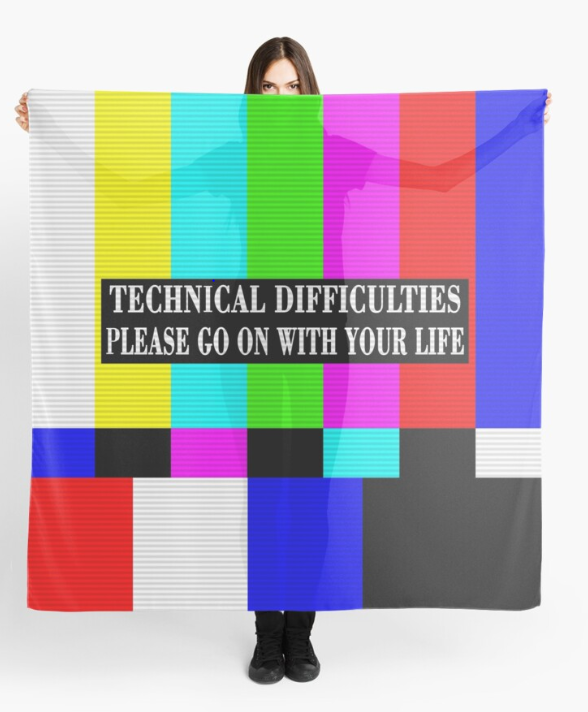 TECHNICAL DIFFICULTIES
PLEASE GO ON WITH YOUR LIFE